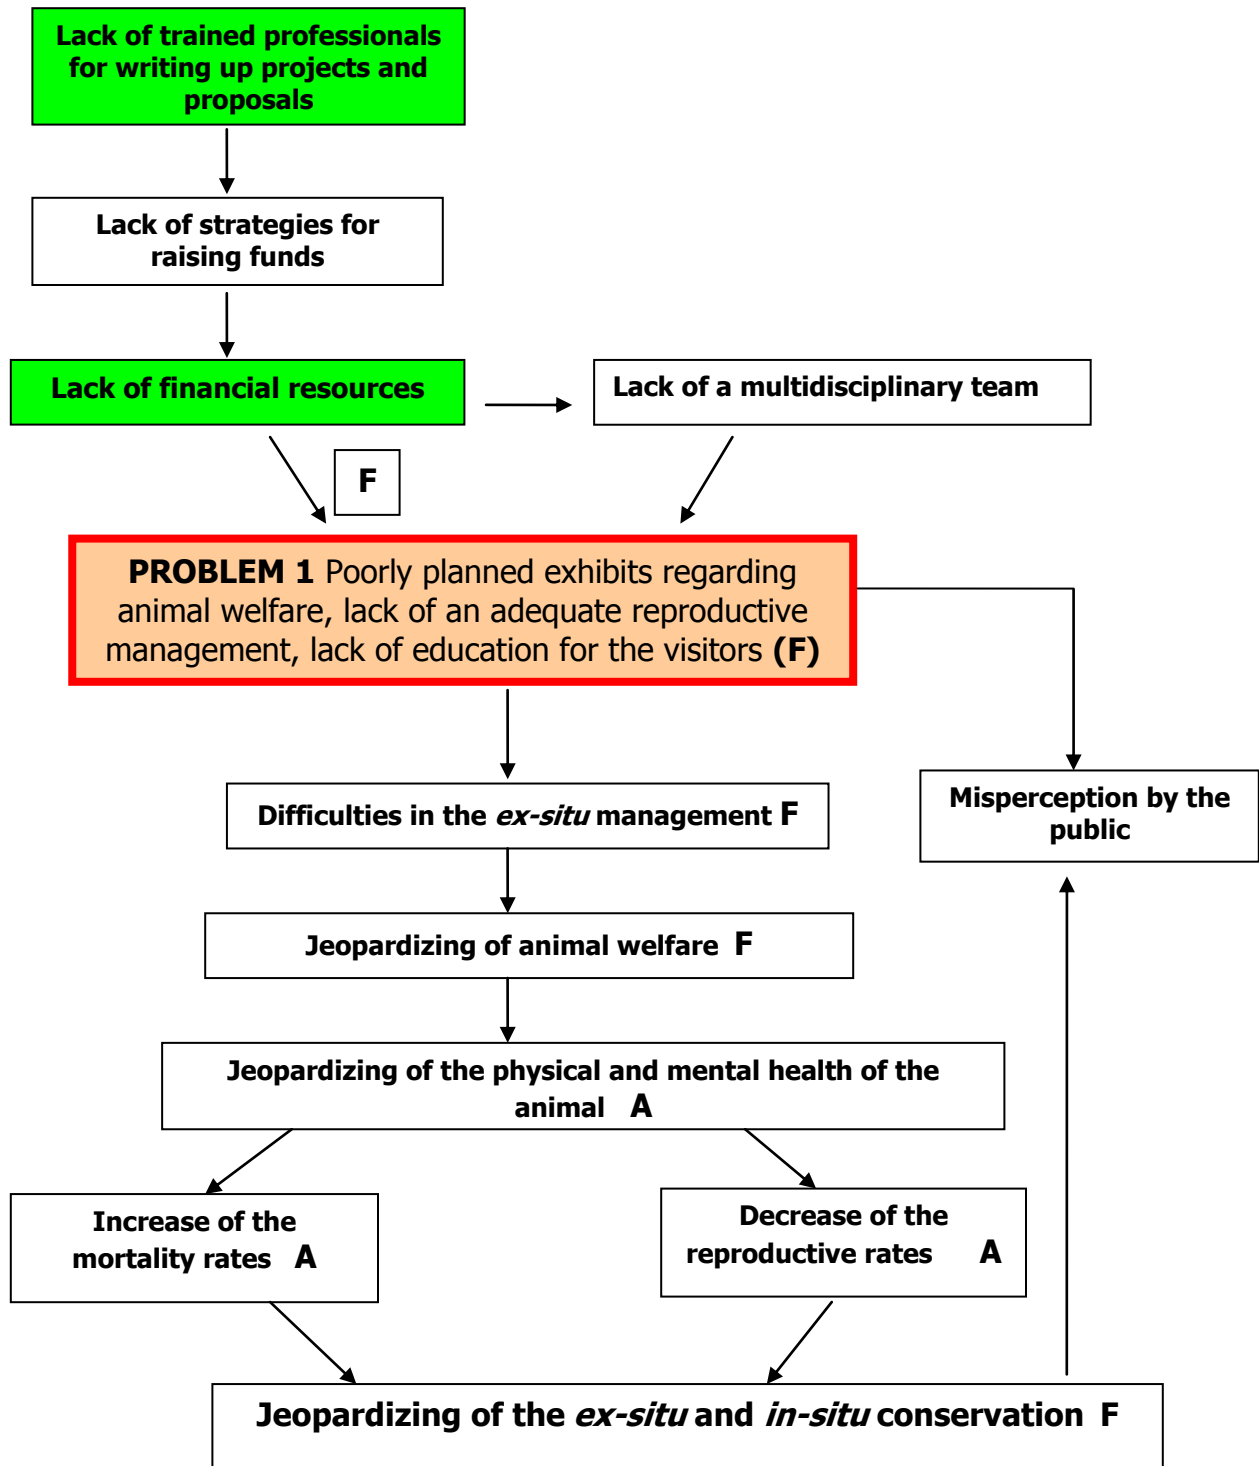 Lack of trained professionals
for writing up projects and
proposals
Lack of strategies for
raising funds
Lack of financial resources
Lack of a multidisciplinary team
F
PROBLEM 1 Poorly planned exhibits regarding
animal welfare, lack of an adequate reproductive
management, lack of education for the visitors (F)
Difficulties in the ex-situ management F
Misperception by the
public
Jeopardizing of animal welfare F
Jeopardizing of the physical and mental health of the
animal A
Increase of the
mortality rates A
Decrease of the
reproductive rates A
Jeopardizing of the ex-situ and in-situ conservation F